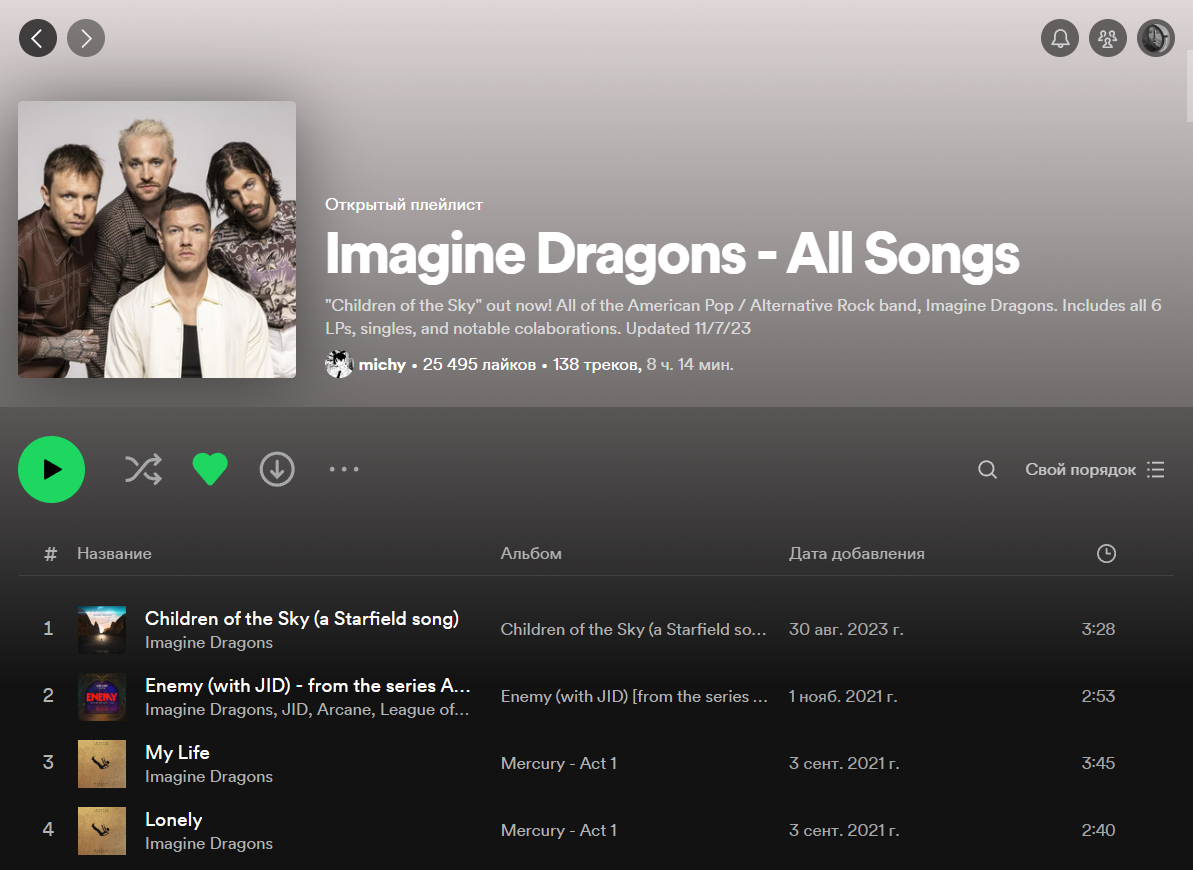 Открытый плейлист
Imagine Dragons - All Songs
"Children of the Sky" out now! All of the American Pop / Alternative Rock band, Imagine Dragons. Includes all 6
LPs, singles, and notable colaborations. Updated 11/7/23
michy • 25 495 лайков • 138 треков, 8 ч. 14 мин.
Свой порядок
# Название Альбом Дата добавления
1 Children of the Sky (a Starfield song) Children of the Sky (a Starfield so... 30 авг. 2023 г. 3:28
Imagine Dragons
2 Enemy (with JID) - from the series A... Enemy (with JID) [from the series ... 1 нояб. 2021 г. 2:53
Imagine Dragons, JID, Arcane, League of...
ENEMY
3 My Life Mercury - Act 1 3 сент. 2021 г. 3:45
Imagine Dragons
4 Lonely Mercury - Act 1 3 сент. 2021 г. 2:40
Imagine Dragons